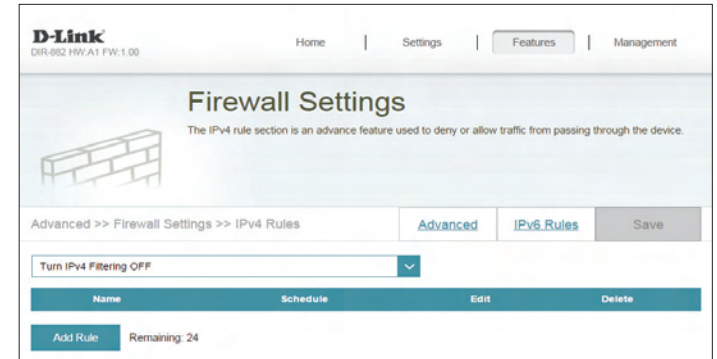 D-Link
DIR-882 HW:A1 FW:1.00
Home | Settings | Features | Management
Firewall Settings
The IPv4 rule section is an advance feature used to deny or allow traffic from passing through the device.
Advanced >> Firewall Settings >> IPv4 Rules
Advanced
IPv6 Rules
Save
Turn IPv4 Filtering OFF
Name Schedule Edit Delete
Add Rule Remaining: 24